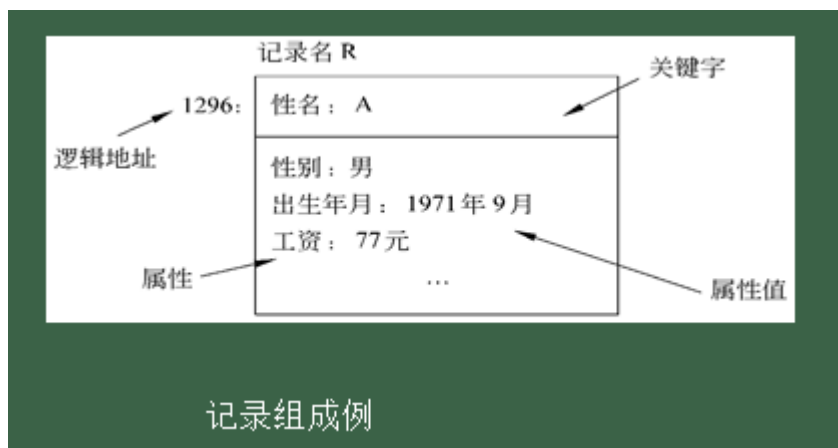 记录名 R
关键字
1296: 性名: A
逻辑地址
性别: 男
出生年月: 1971年 9月
工资: 77元
属性
...
属性值
记录组成例